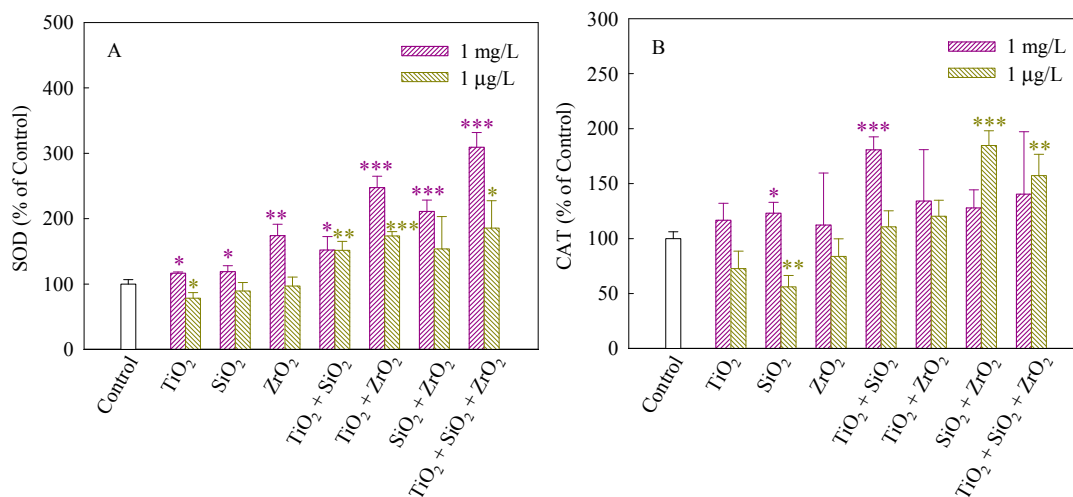 A
SOD (% of Control)
500
400
300
200
100
0
1 mg/L
1 μg/L
*
*
*
**
*
**
***
***
***
***
*
Control
TiO₂
SiO₂
ZrO₂
TiO₂ + SiO₂
TiO₂ + ZrO₂
SiO₂ + ZrO₂
TiO₂ + SiO₂ + ZrO₂
B
CAT (% of Control)
300
250
200
150
100
50
0
1 mg/L
1 μg/L
*
**
***
***
**
Control
TiO₂
SiO₂
ZrO₂
TiO₂ + SiO₂
TiO₂ + ZrO₂
SiO₂ + ZrO₂
TiO₂ + SiO₂ + ZrO₂